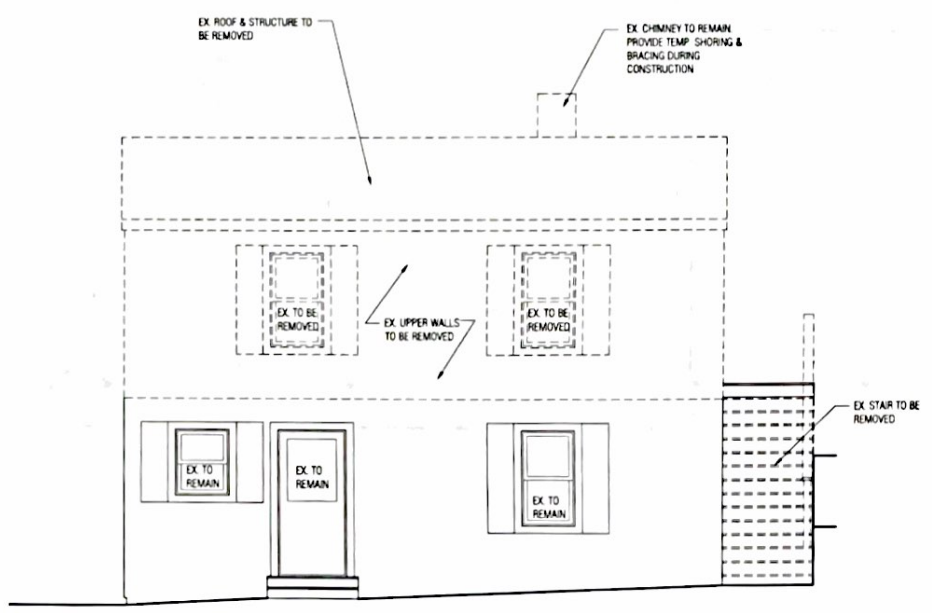 EX. ROOF & STRUCTURE TO
BE REMOVED
EX. CHIMNEY TO REMAIN.
PROVIDE TEMP. SHORING &
BRACING DURING
CONSTRUCTION
EX. TO BE
REMOVED
EX. UPPER WALLS
TO BE REMOVED
EX. TO BE
REMOVED
EX. STAIR TO BE
REMOVED
EX. TO
REMAIN
EX. TO
REMAIN
EX. TO
REMAIN